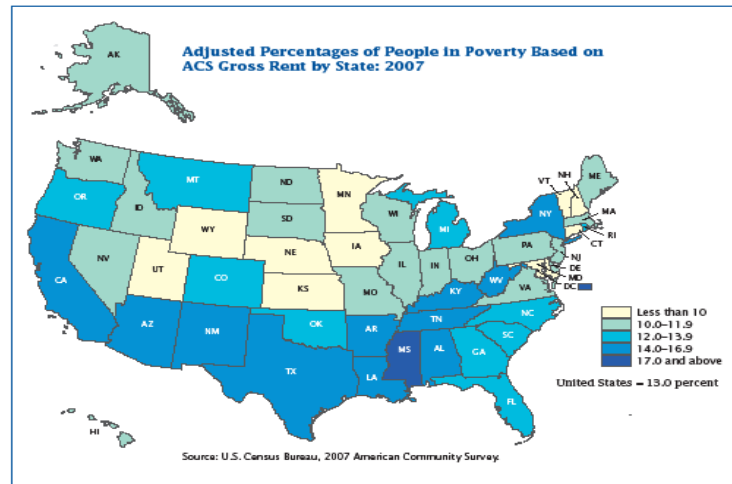 Adjusted Percentages of People in Poverty Based on
ACS Gross Rent by State: 2007
AK
WA
MT
ND
MN
VT
NH
ME
OR
ID
SD
WI
MI
NY
MA
RI
CT
WY
IA
PA
NJ
NE
NV
UT
IL
IN
OH
DE
MD
DC
CA
CO
KS
MO
KY
WV
VA
TN
NC
AZ
NM
OK
AR
SC
MS
AL
GA
TX
LA
FL
HI
Less than 10
10.0–11.9
12.0–13.9
14.0–16.9
17.0 and above
United States = 13.0 percent
Source: U.S. Census Bureau, 2007 American Community Survey.